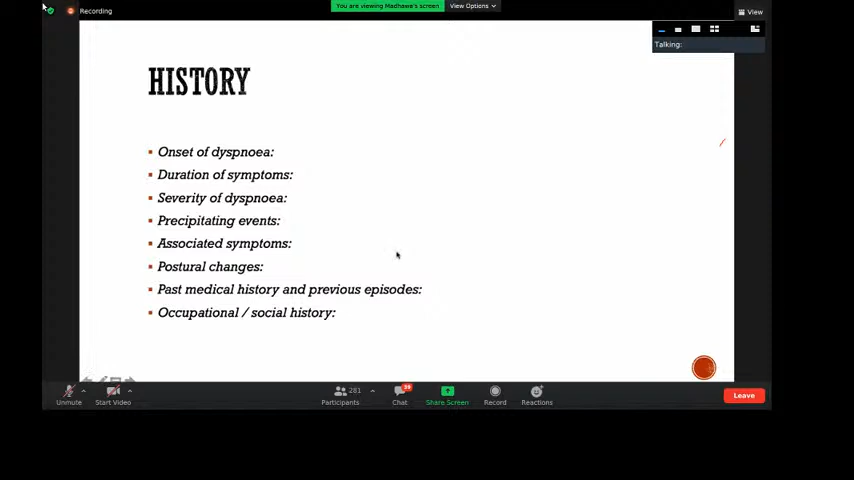 Recording
You are viewing Madhawa's screen
View Options
View
Talking:
HISTORY
Onset of dyspnoea:
Duration of symptoms:
Severity of dyspnoea:
Precipitating events:
Associated symptoms:
Postural changes:
Past medical history and previous episodes:
Occupational / social history:
Unmute
Start Video
281
Participants
Chat
Share Screen
Record
Reactions
Leave